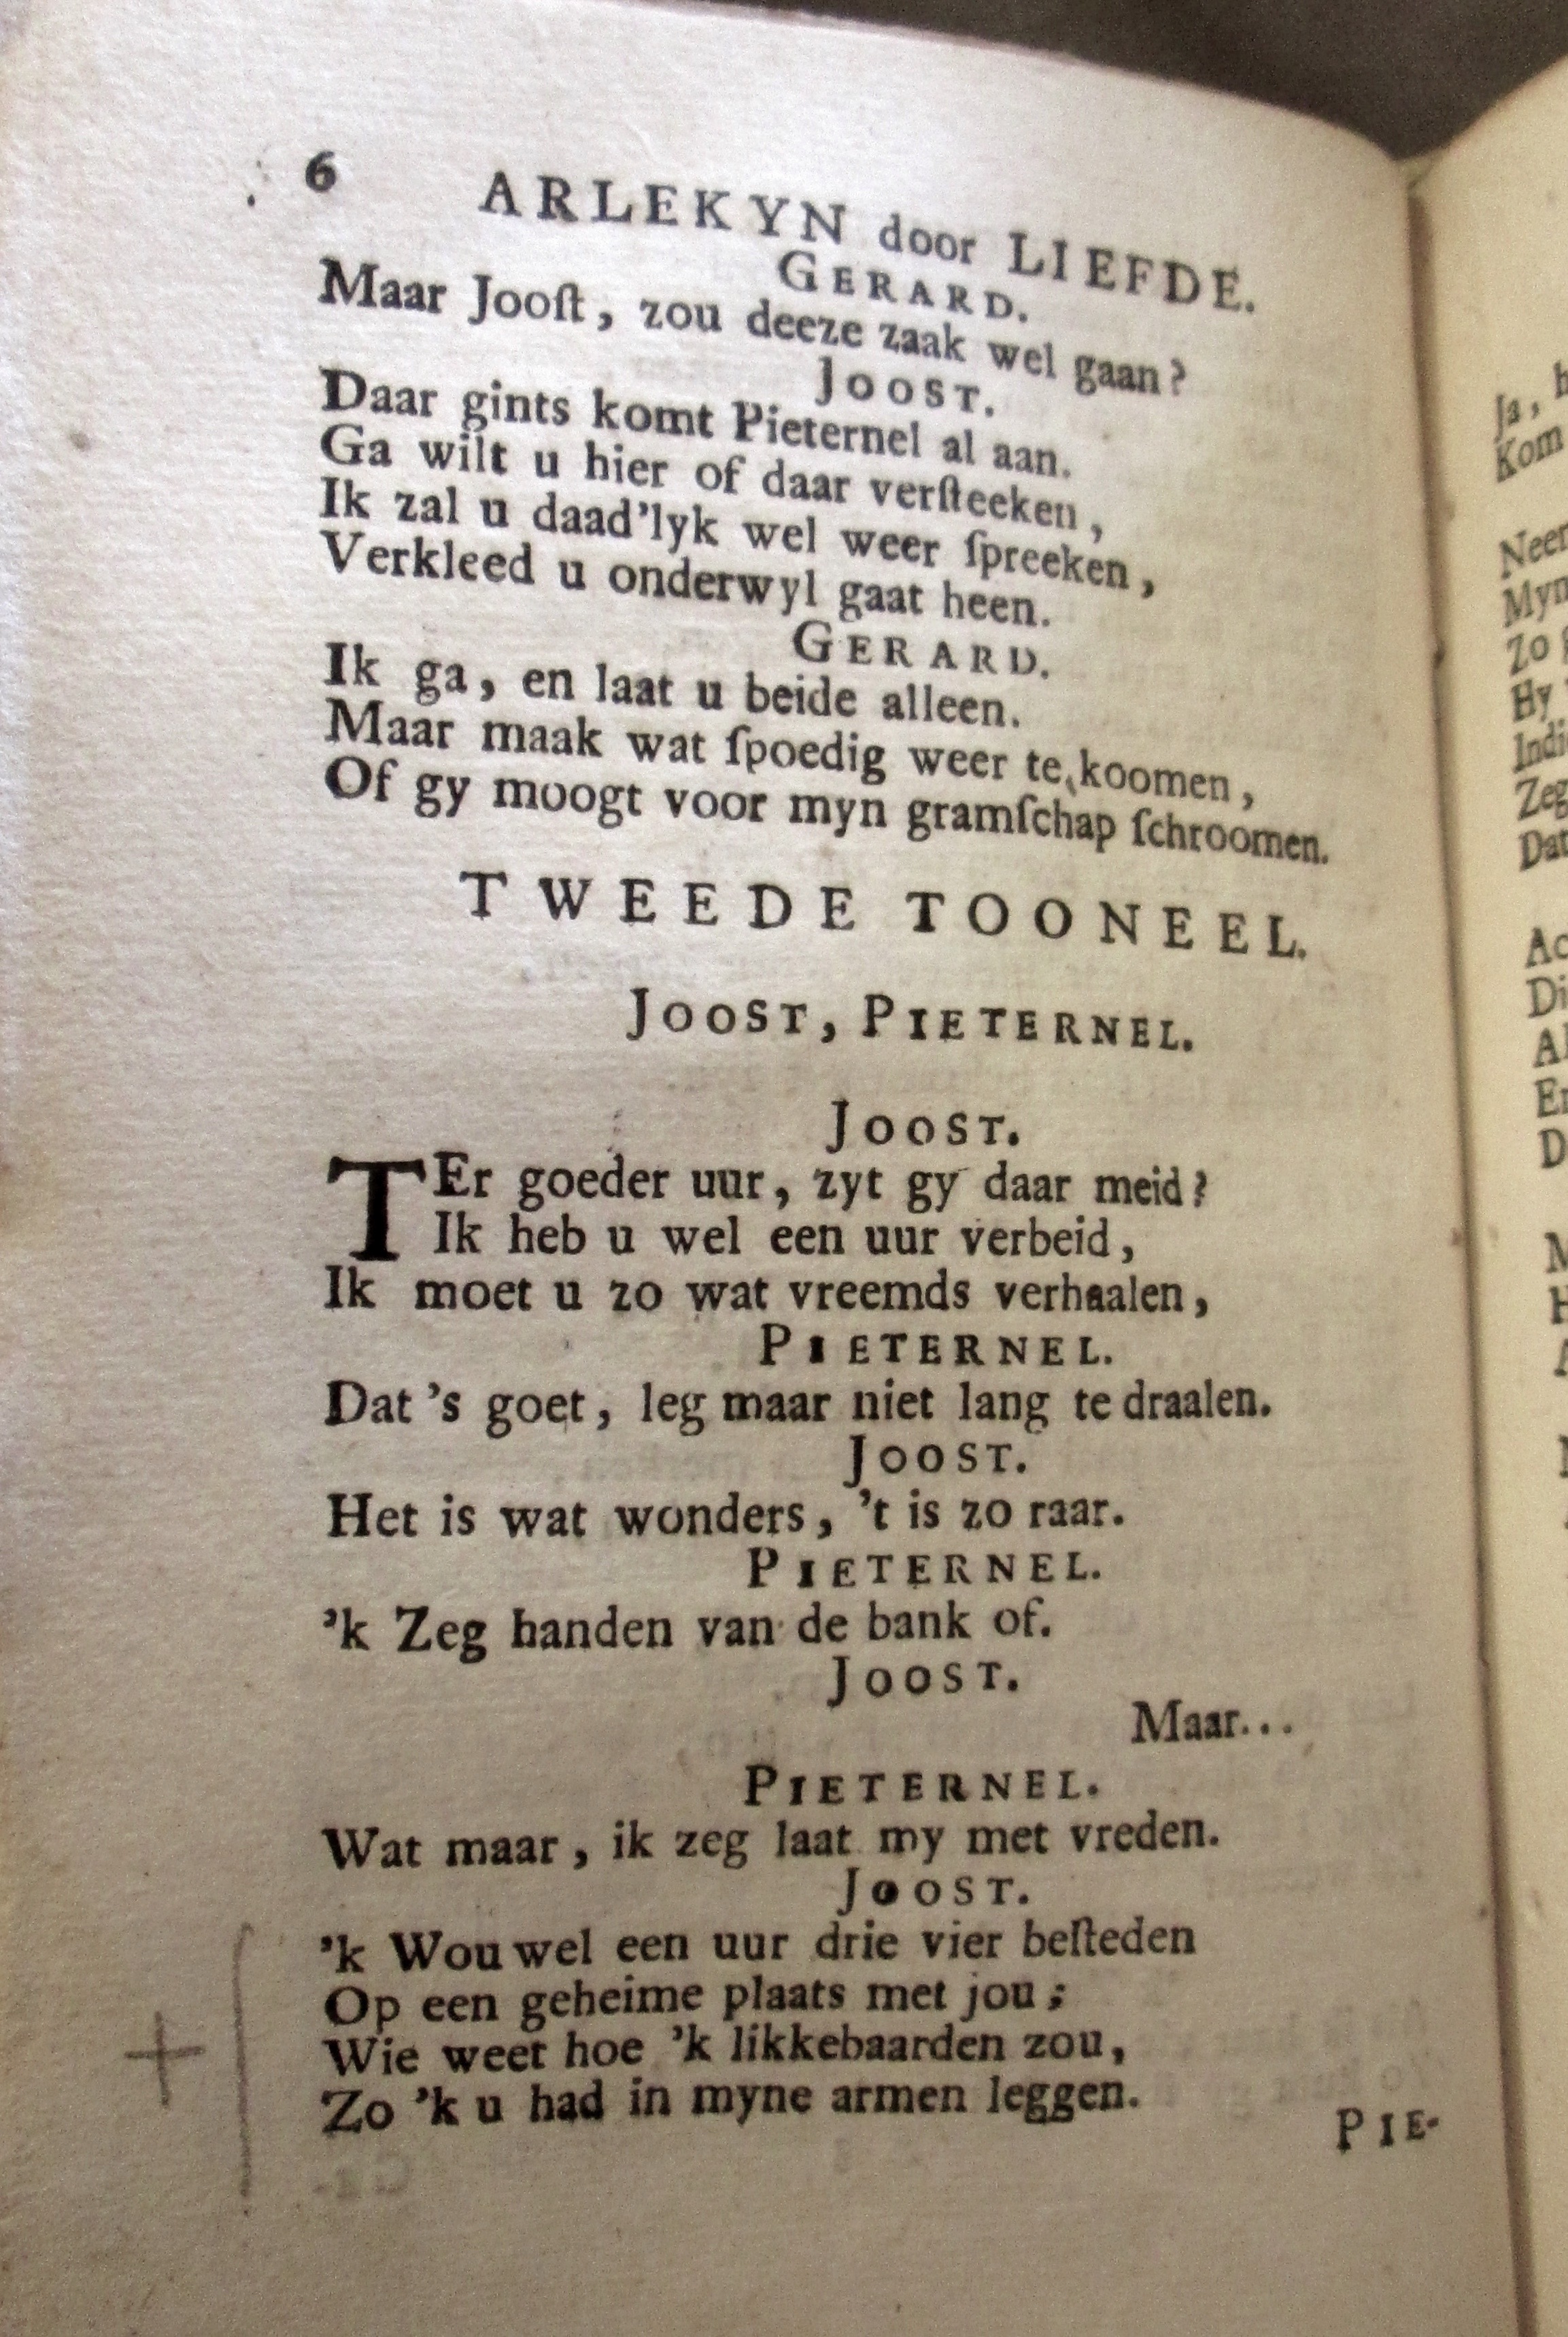 6 ARLEKYN door LIEFDE.
GERARD.
Maar Jooſt, zou deeze zaak wel gaan?
JOOST.
Daar gints komt Pieternel al aan.
Ga wilt u hier of daar verſteeken,
Ik zal u daad'lyk wel weer ſpreeken,
Verkleed u onderwyl gaat heen.
GERARD.
Ik ga, en laat u beide alleen.
Maar maak wat ſpoedig weer te koomen,
Of gy moogt voor myn gramſchap ſchroomen.
TWEEDE TOONEEL.
JOOST, PIETERNEL.
JOOST.
TEr goeder uur, zyt gy daar meid?
Ik heb u wel een uur verbeid,
Ik moet u zo wat vreemds verhaalen,
PIETERNEL.
Dat 's goet, leg maar niet lang te draalen.
JOOST.
Het is wat wonders, 't is zo raar.
PIETERNEL.
'k Zeg handen van de bank of.
JOOST.
Maar...
PIETERNEL.
Wat maar, ik zeg laat my met vreden.
JOOST.
'k Wou wel een uur drie vier beſteden
Op een geheime plaats met jou;
Wie weet hoe 'k likkebaarden zou,
Zo 'k u had in myne armen leggen.
PIE-
Ja,
Kom
Zo
Hy
Zeg
Dat